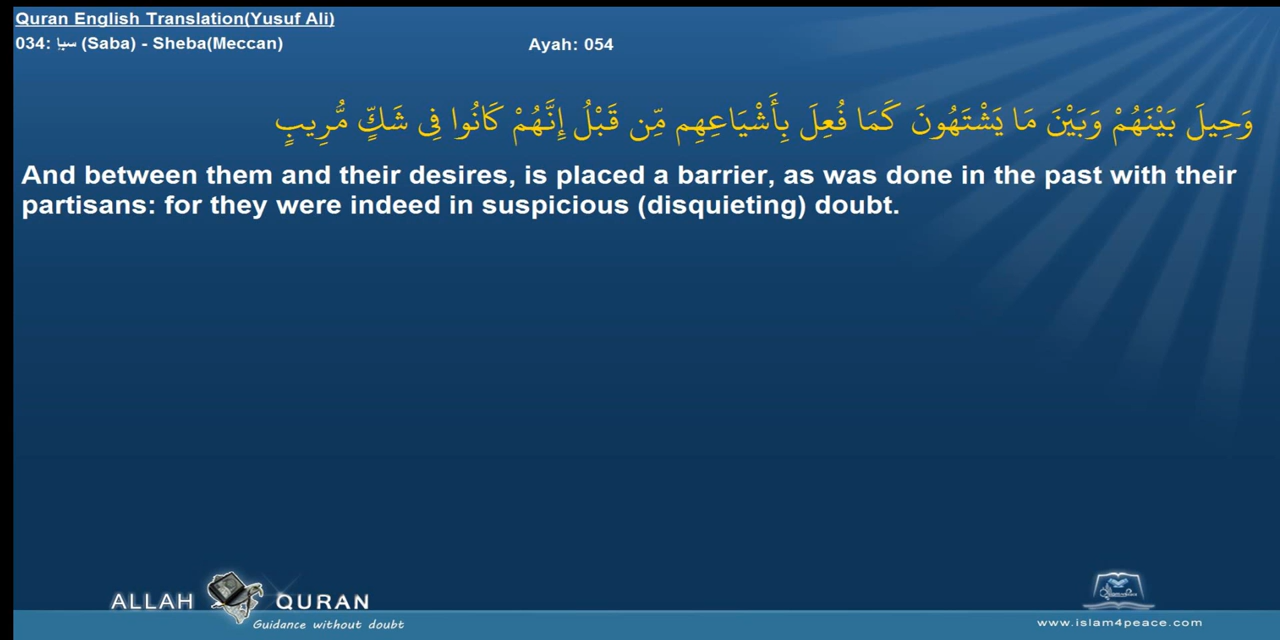 Quran English Translation(Yusuf Ali)
034: سبإ (Saba) - Sheba(Meccan) Ayah: 054
وَحِيلَ بَيْنَهُمْ وَبَيْنَ مَا يَشْتَهُونَ كَمَا فُعِلَ بِأَشْيَاعِهِم مِّن قَبْلُ إِنَّهُمْ كَانُوا فِى شَكٍّ مُّرِيبٍ
And between them and their desires, is placed a barrier, as was done in the past with their
partisans: for they were indeed in suspicious (disquieting) doubt.
ALLAH QURAN
Guidance without doubt
www.islam4peace.com